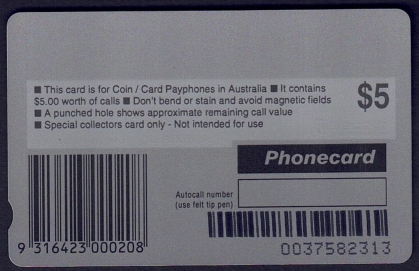 ■ This card is for Coin / Card Payphones in Australia ■ It contains
$5.00 worth of calls ■ Don't bend or stain and avoid magnetic fields
■ A punched hole shows approximate remaining call value
■ Special collectors card only - Not intended for use
$5
Phonecard
Autocall number
(use felt tip pen)
9 316423 000208
0037582313